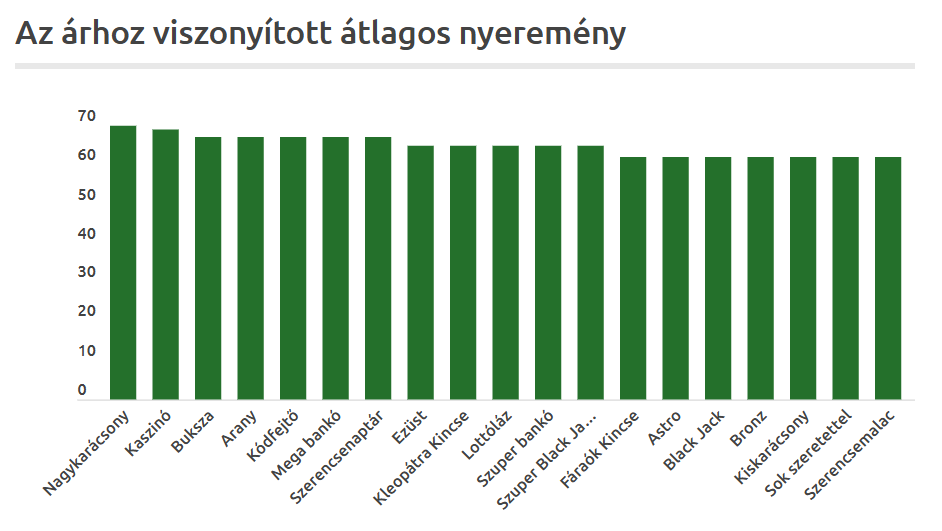 Az árhoz viszonyított átlagos nyeremény
70
60
50
40
30
20
10
0
Nagykarácsony
Kaszinó
Buksza
Arany
Kódfejtő
Mega bankó
Szerencsenaptár
Ezüst
Kleopátra Kincse
Lottóláz
Szuper bankó
Szuper Black Ja...
Fáraók Kincse
Astro
Black Jack
Bronz
Kiskarácsony
Sok szeretettel
Szerencsemalac